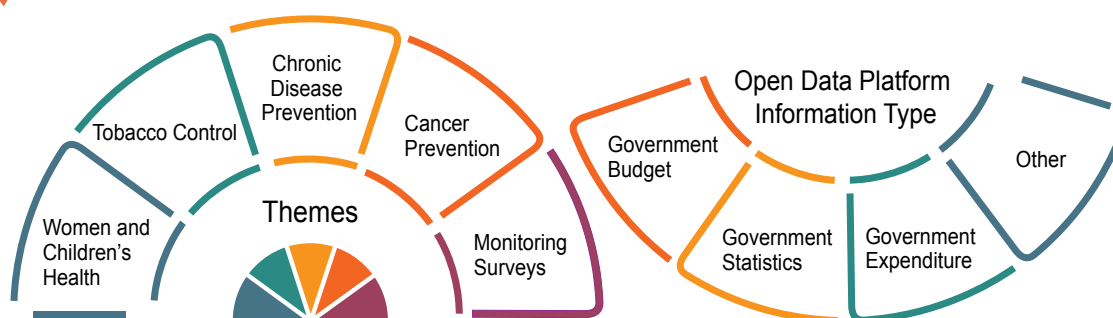 Women and
Children’s
Health
Tobacco Control
Chronic
Disease
Prevention
Cancer
Prevention
Monitoring
Surveys
Themes
Open Data Platform
Information Type
Government
Budget
Government
Statistics
Government
Expenditure
Other